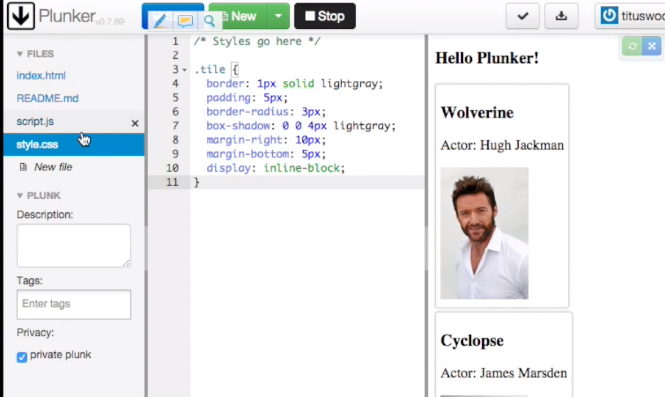 Plunker v0.7.69
New
Stop
tituswoo
FILES
index.html
README.md
script.js
style.css
New file
PLUNK
Description:
Tags:
Enter tags
Privacy:
private plunk
1 /* Styles go here */
2
3 .tile {
4 border: 1px solid lightgray;
5 padding: 5px;
6 border-radius: 3px;
7 box-shadow: 0 0 4px lightgray;
8 margin-right: 10px;
9 margin-bottom: 5px;
10 display: inline-block;
11 }
Hello Plunker!
Wolverine
Actor: Hugh Jackman
Cyclopse
Actor: James Marsden